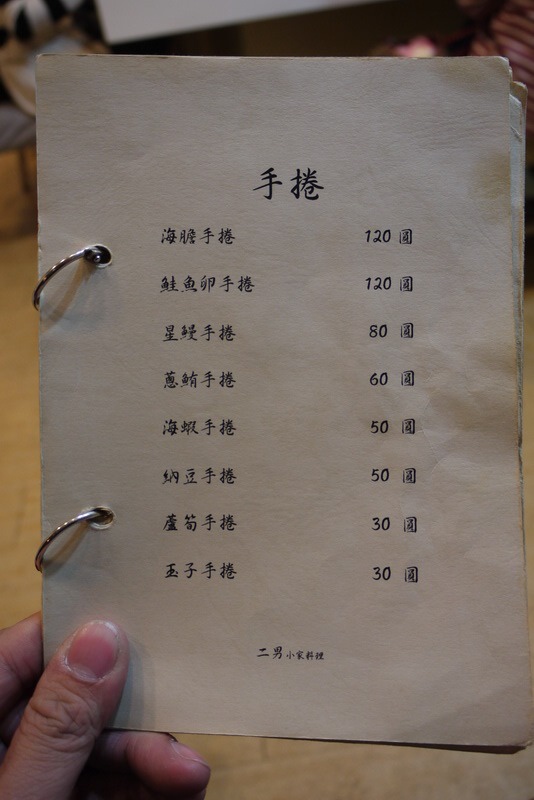 手捲
海膽手捲 120 圓
鮭魚卵手捲 120 圓
星鰻手捲 80 圓
蔥鮪手捲 60 圓
海蝦手捲 50 圓
納豆手捲 50 圓
蘆筍手捲 30 圓
玉子手捲 30 圓
二男小家料理